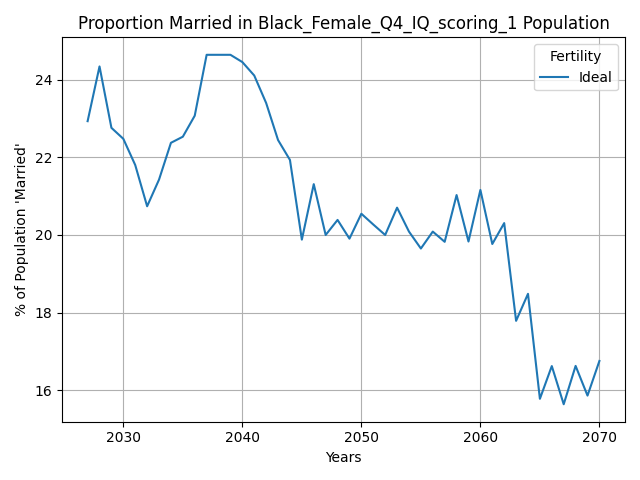 Proportion Married in Black_Female_Q4_IQ_scoring_1 Population
Fertility
Ideal
% of Population 'Married'
24
22
20
18
16
2030
2040
2050
2060
2070
Years